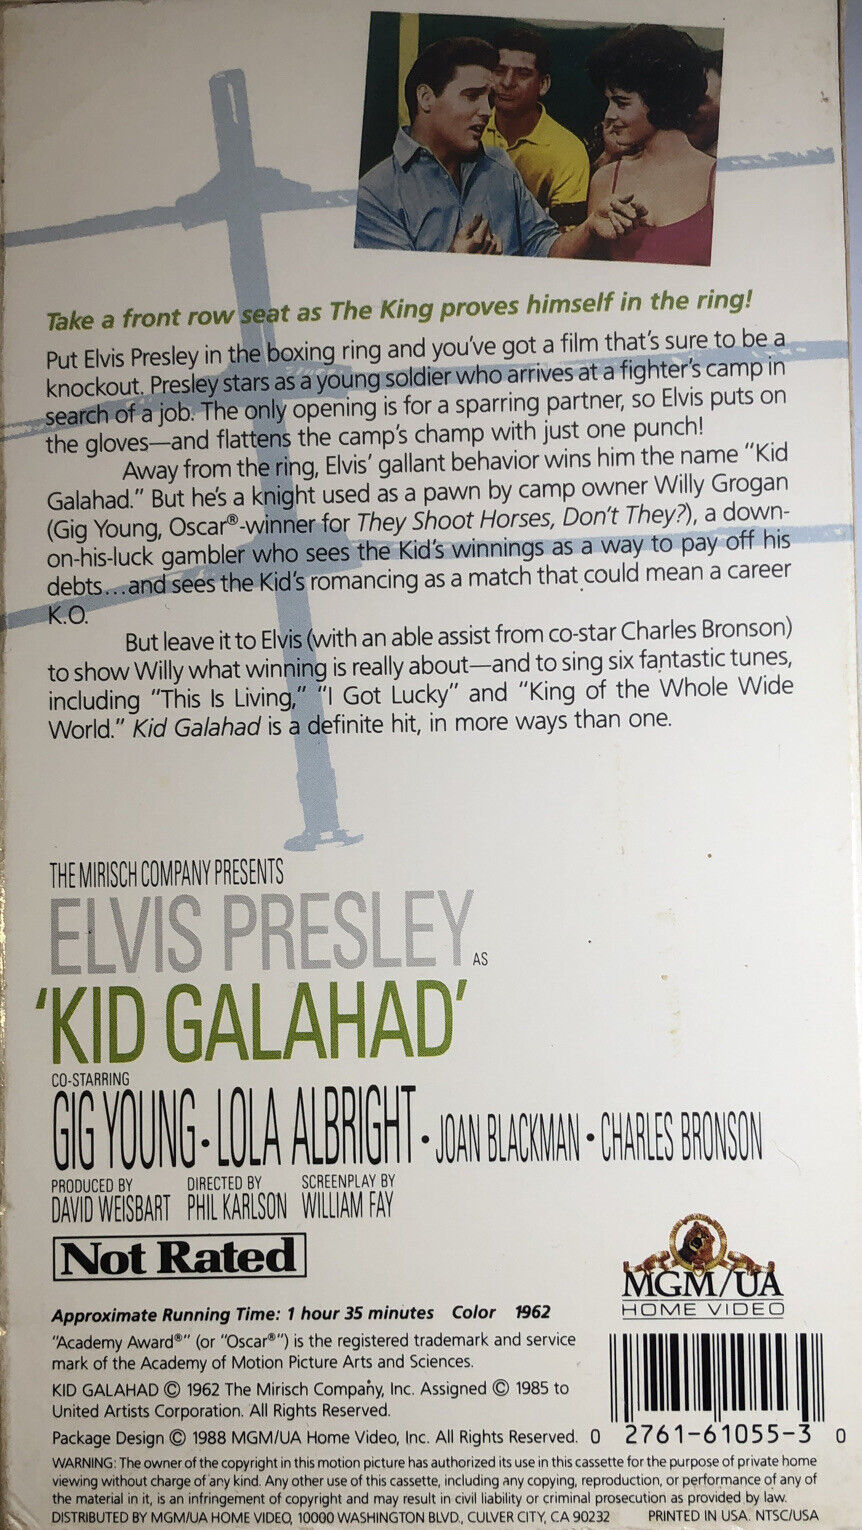 Take a front row seat as The King proves himself in the ring!
Put Elvis Presley in the boxing ring and you've got a film that's sure to be a
knockout. Presley stars as a young soldier who arrives at a fighter's camp in
search of a job. The only opening is for a sparring partner, so Elvis puts on
the gloves—and flattens the camp's champ with just one punch!
Away from the ring, Elvis' gallant behavior wins him the name "Kid
Galahad." But he's a knight used as a pawn by camp owner Willy Grogan
(Gig Young, Oscar®-winner for They Shoot Horses, Don't They?), a down-
on-his-luck gambler who sees the Kid's winnings as a way to pay off his
debts...and sees the Kid's romancing as a match that could mean a career
K.O.
But leave it to Elvis (with an able assist from co-star Charles Bronson)
to show Willy what winning is really about—and to sing six fantastic tunes,
including "This Is Living," "I Got Lucky" and "King of the Whole Wide
World." Kid Galahad is a definite hit, in more ways than one.
THE MIRISCH COMPANY PRESENTS
ELVIS PRESLEY AS
'KID GALAHAD'
CO-STARRING
GIG YOUNG • LOLA ALBRIGHT • JOAN BLACKMAN • CHARLES BRONSON
PRODUCED BY DIRECTED BY SCREENPLAY BY
DAVID WEISBART PHIL KARLSON WILLIAM FAY
Not Rated
MGM/UA
HOME VIDEO
Approximate Running Time: 1 hour 35 minutes Color 1962
"Academy Award®" (or "Oscar®") is the registered trademark and service
mark of the Academy of Motion Picture Arts and Sciences.
KID GALAHAD © 1962 The Mirisch Company, Inc. Assigned © 1985 to
United Artists Corporation. All Rights Reserved.
Package Design © 1988 MGM/UA Home Video, Inc. All Rights Reserved.
0 2761-61055-3 0
WARNING: The owner of the copyright in this motion picture has authorized its use in this cassette for the purpose of private home
viewing without charge of any kind. Any other use of this cassette, including any copying, reproduction, or performance of any of
the material in it, is an infringement of copyright and may result in civil liability or criminal prosecution as provided by law.
DISTRIBUTED BY MGM/UA HOME VIDEO, 10000 WASHINGTON BLVD., CULVER CITY, CA 90232 PRINTED IN USA. NTSC/USA